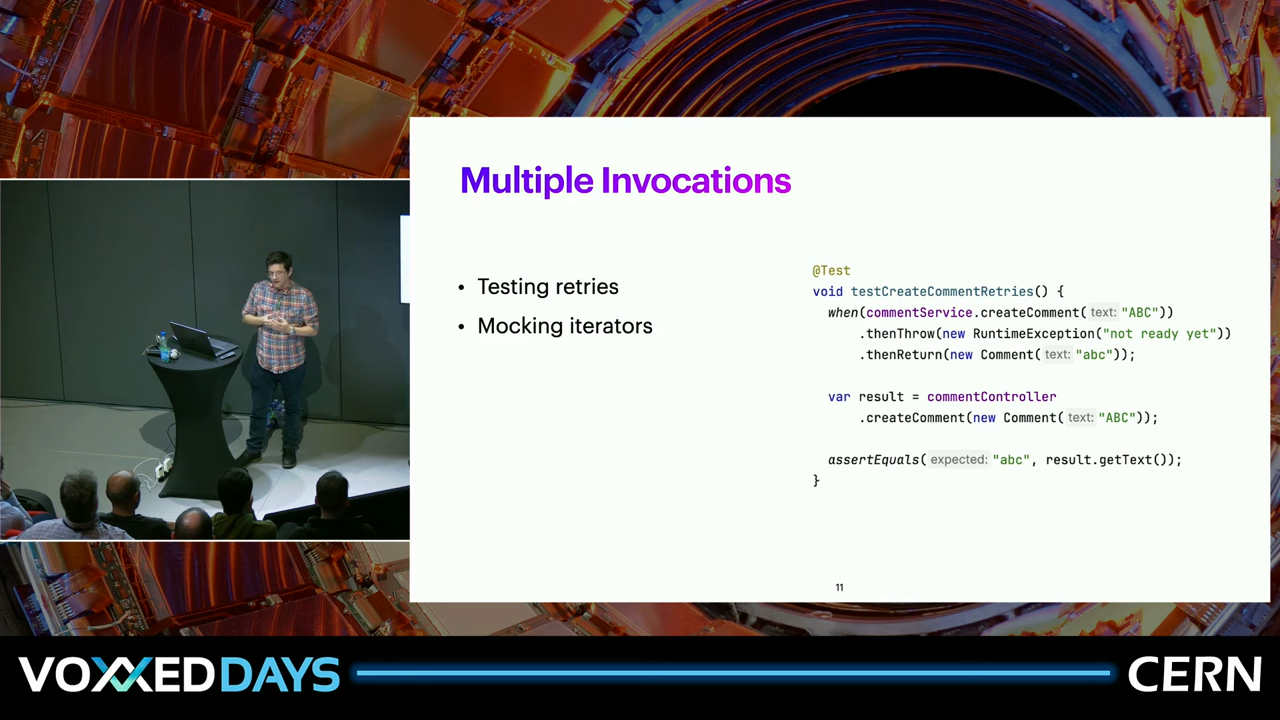 Multiple Invocations
• Testing retries
• Mocking iterators
@Test
void testCreateCommentRetries() {
when(commentService.createComment( text: "ABC"))
.thenThrow(new RuntimeException("not ready yet"))
.thenReturn(new Comment( text: "abc"));
var result = commentController
.createComment(new Comment( text: "ABC"));
assertEquals( expected: "abc", result.getText());
}
11
VOXXED DAYS
CERN